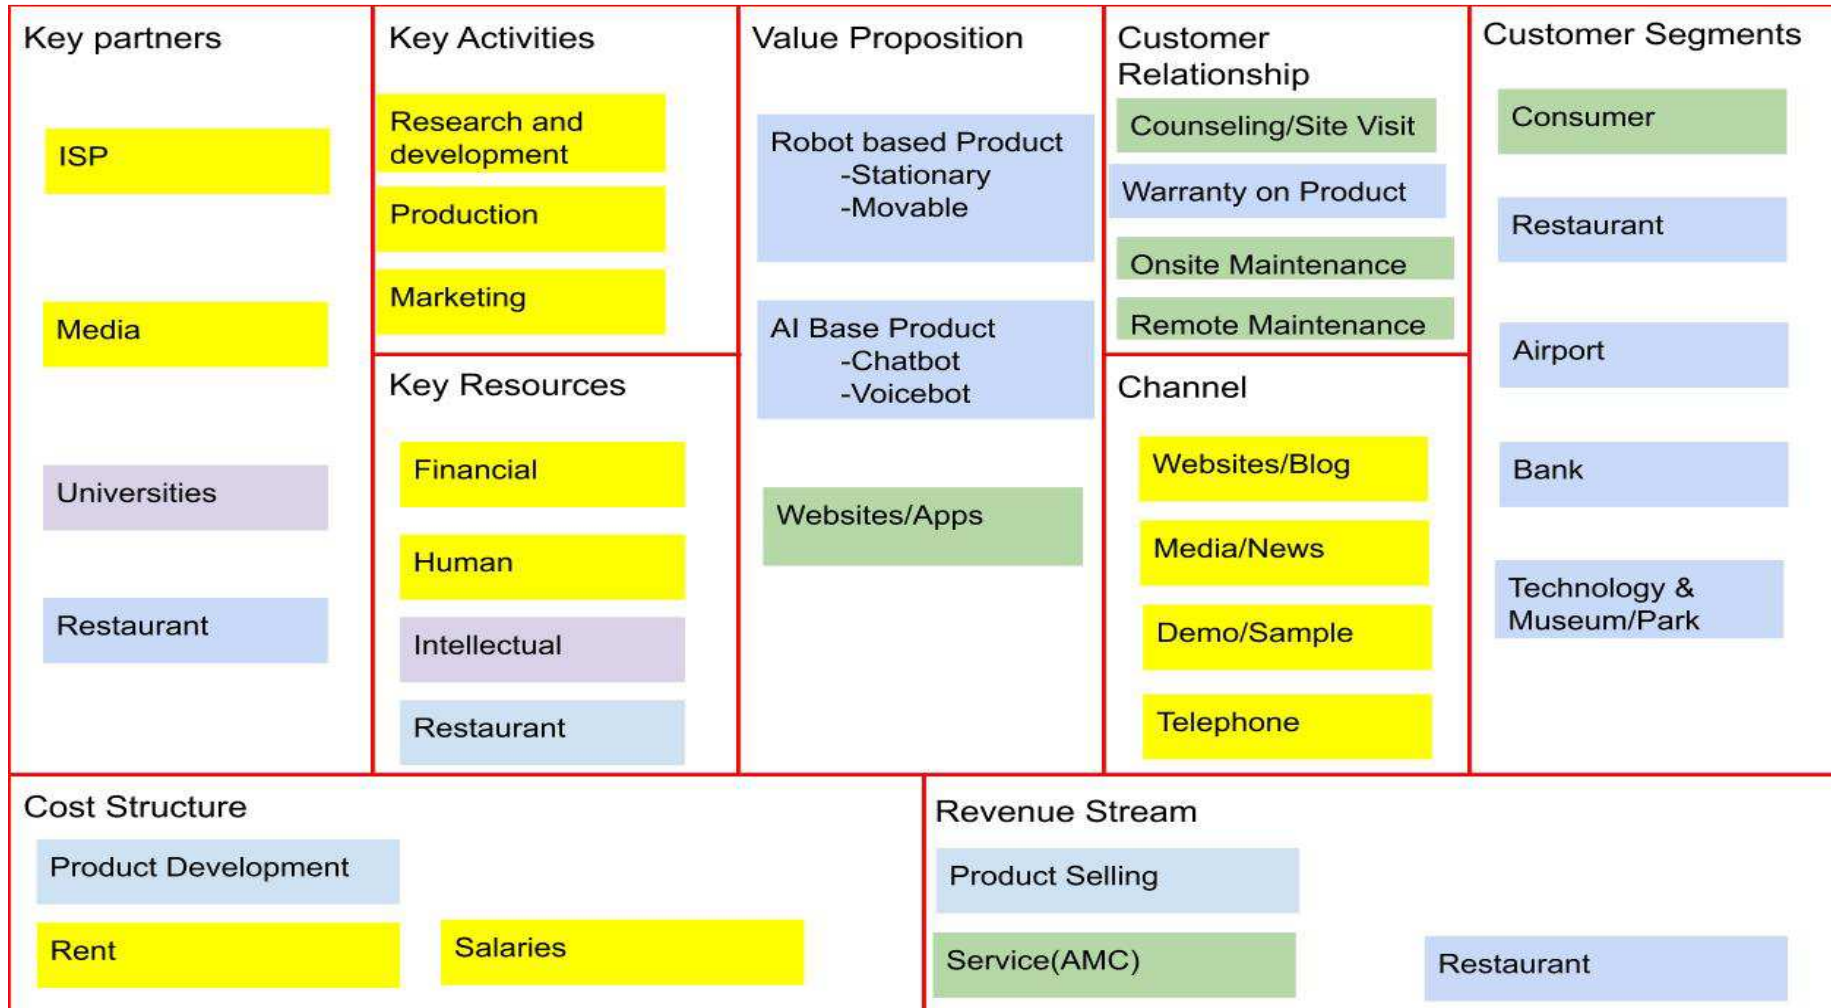 Key partners
ISP
Media
Universities
Restaurant
Key Activities
Research and
development
Production
Marketing
Key Resources
Financial
Human
Intellectual
Restaurant
Value Proposition
Robot based Product
-Stationary
-Movable
AI Base Product
-Chatbot
-Voicebot
Websites/Apps
Customer
Relationship
Counseling/Site Visit
Warranty on Product
Onsite Maintenance
Remote Maintenance
Channel
Websites/Blog
Media/News
Demo/Sample
Telephone
Customer Segments
Consumer
Restaurant
Airport
Bank
Technology &
Museum/Park
Cost Structure
Product Development
Rent
Salaries
Revenue Stream
Product Selling
Service(AMC)
Restaurant